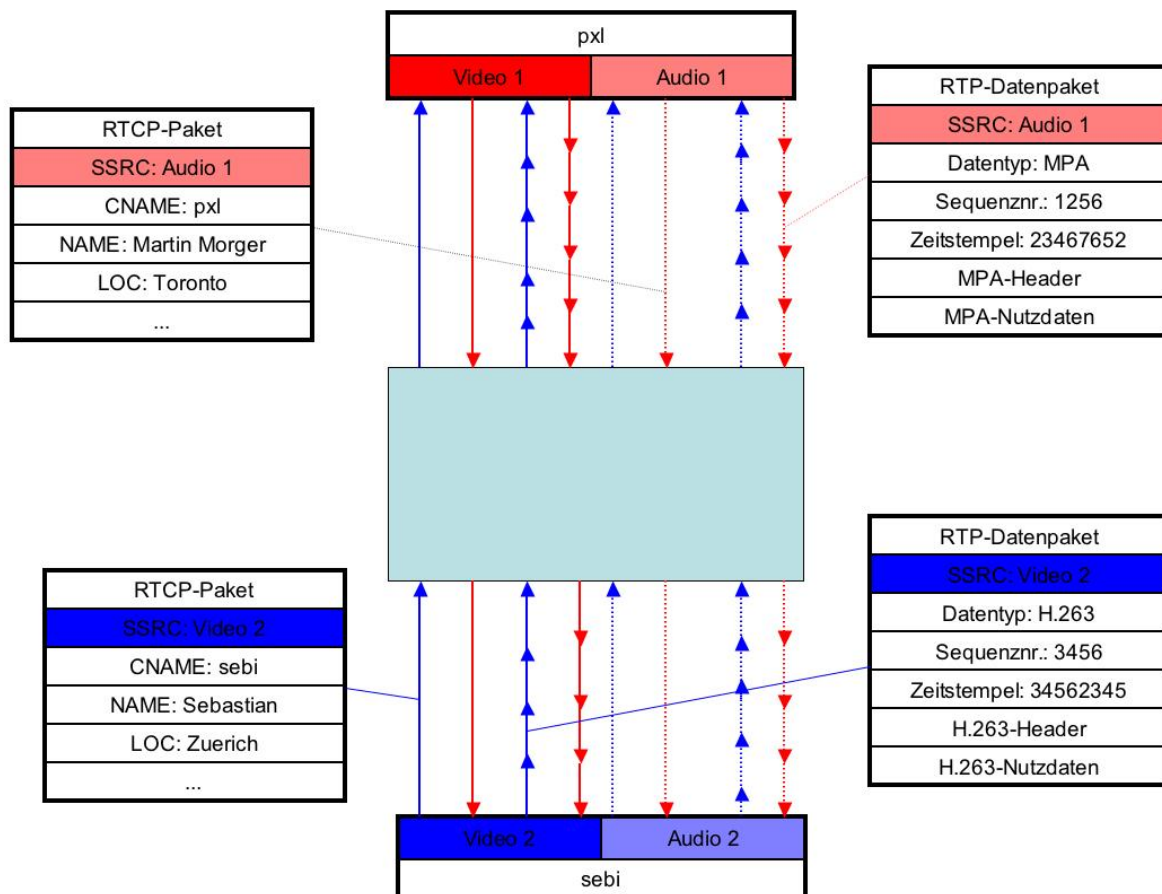 pxl
Video 1
Audio 1
RTCP-Paket
SSRC: Audio 1
CNAME: pxl
NAME: Martin Morger
LOC: Toronto
...
RTP-Datenpaket
SSRC: Audio 1
Datentyp: MPA
Sequenznr.: 1256
Zeitstempel: 23467652
MPA-Header
MPA-Nutzdaten
RTCP-Paket
SSRC: Video 2
CNAME: sebi
NAME: Sebastian
LOC: Zuerich
...
RTP-Datenpaket
SSRC: Video 2
Datentyp: H.263
Sequenznr.: 3456
Zeitstempel: 34562345
H.263-Header
H.263-Nutzdaten
Video 2
Audio 2
sebi